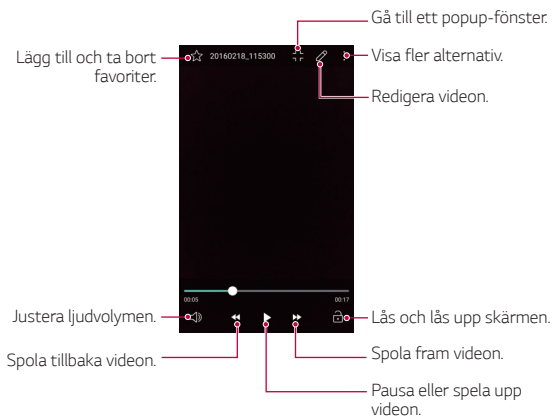 Gå till ett popup-fönster.
Lägg till och ta bort
favoriter.
20160218_115300
Visa fler alternativ.
Redigera videon.
00:05
00:17
Justera ljudvolymen.
Lås och lås upp skärmen.
Spola tillbaka videon.
Spola fram videon.
Pausa eller spela upp
videon.